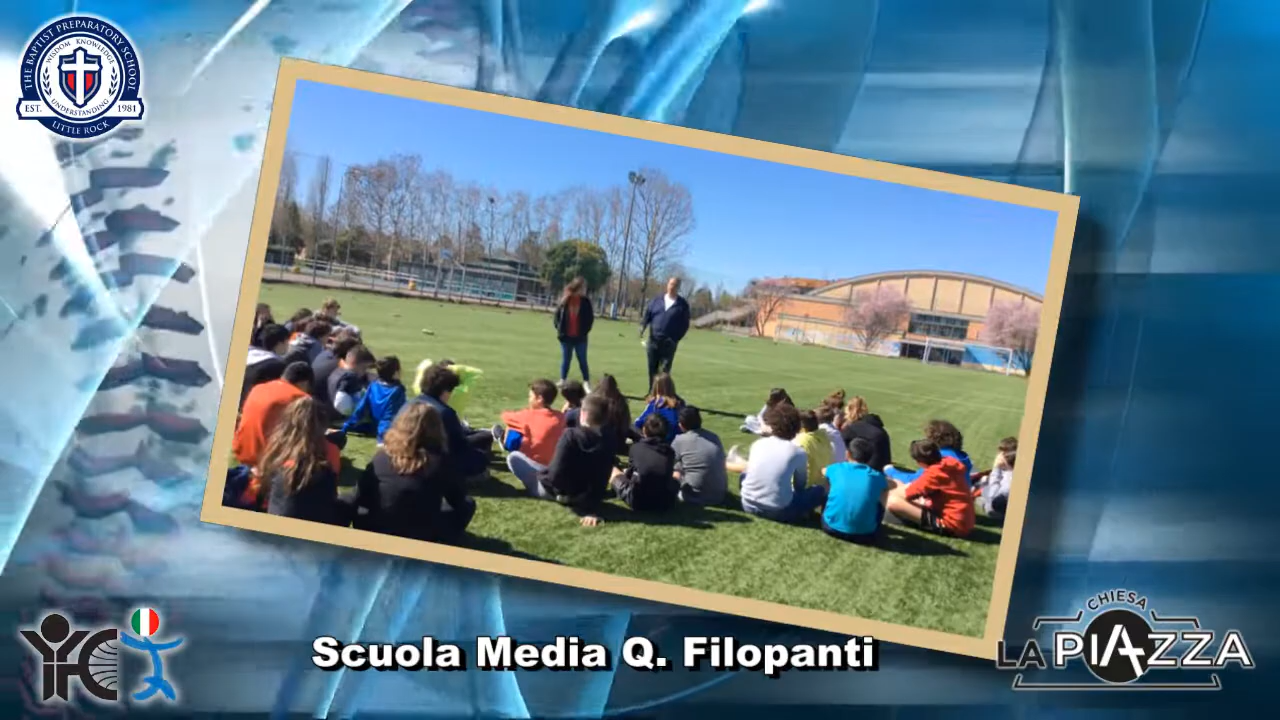 THE BAPTIST PREPARATORY SCHOOL
WISDOM KNOWLEDGE
UNDERSTANDING
EST. 1981
LITTLE ROCK
Scuola Media Q. Filopanti
CHIESA
LA PIAZZA